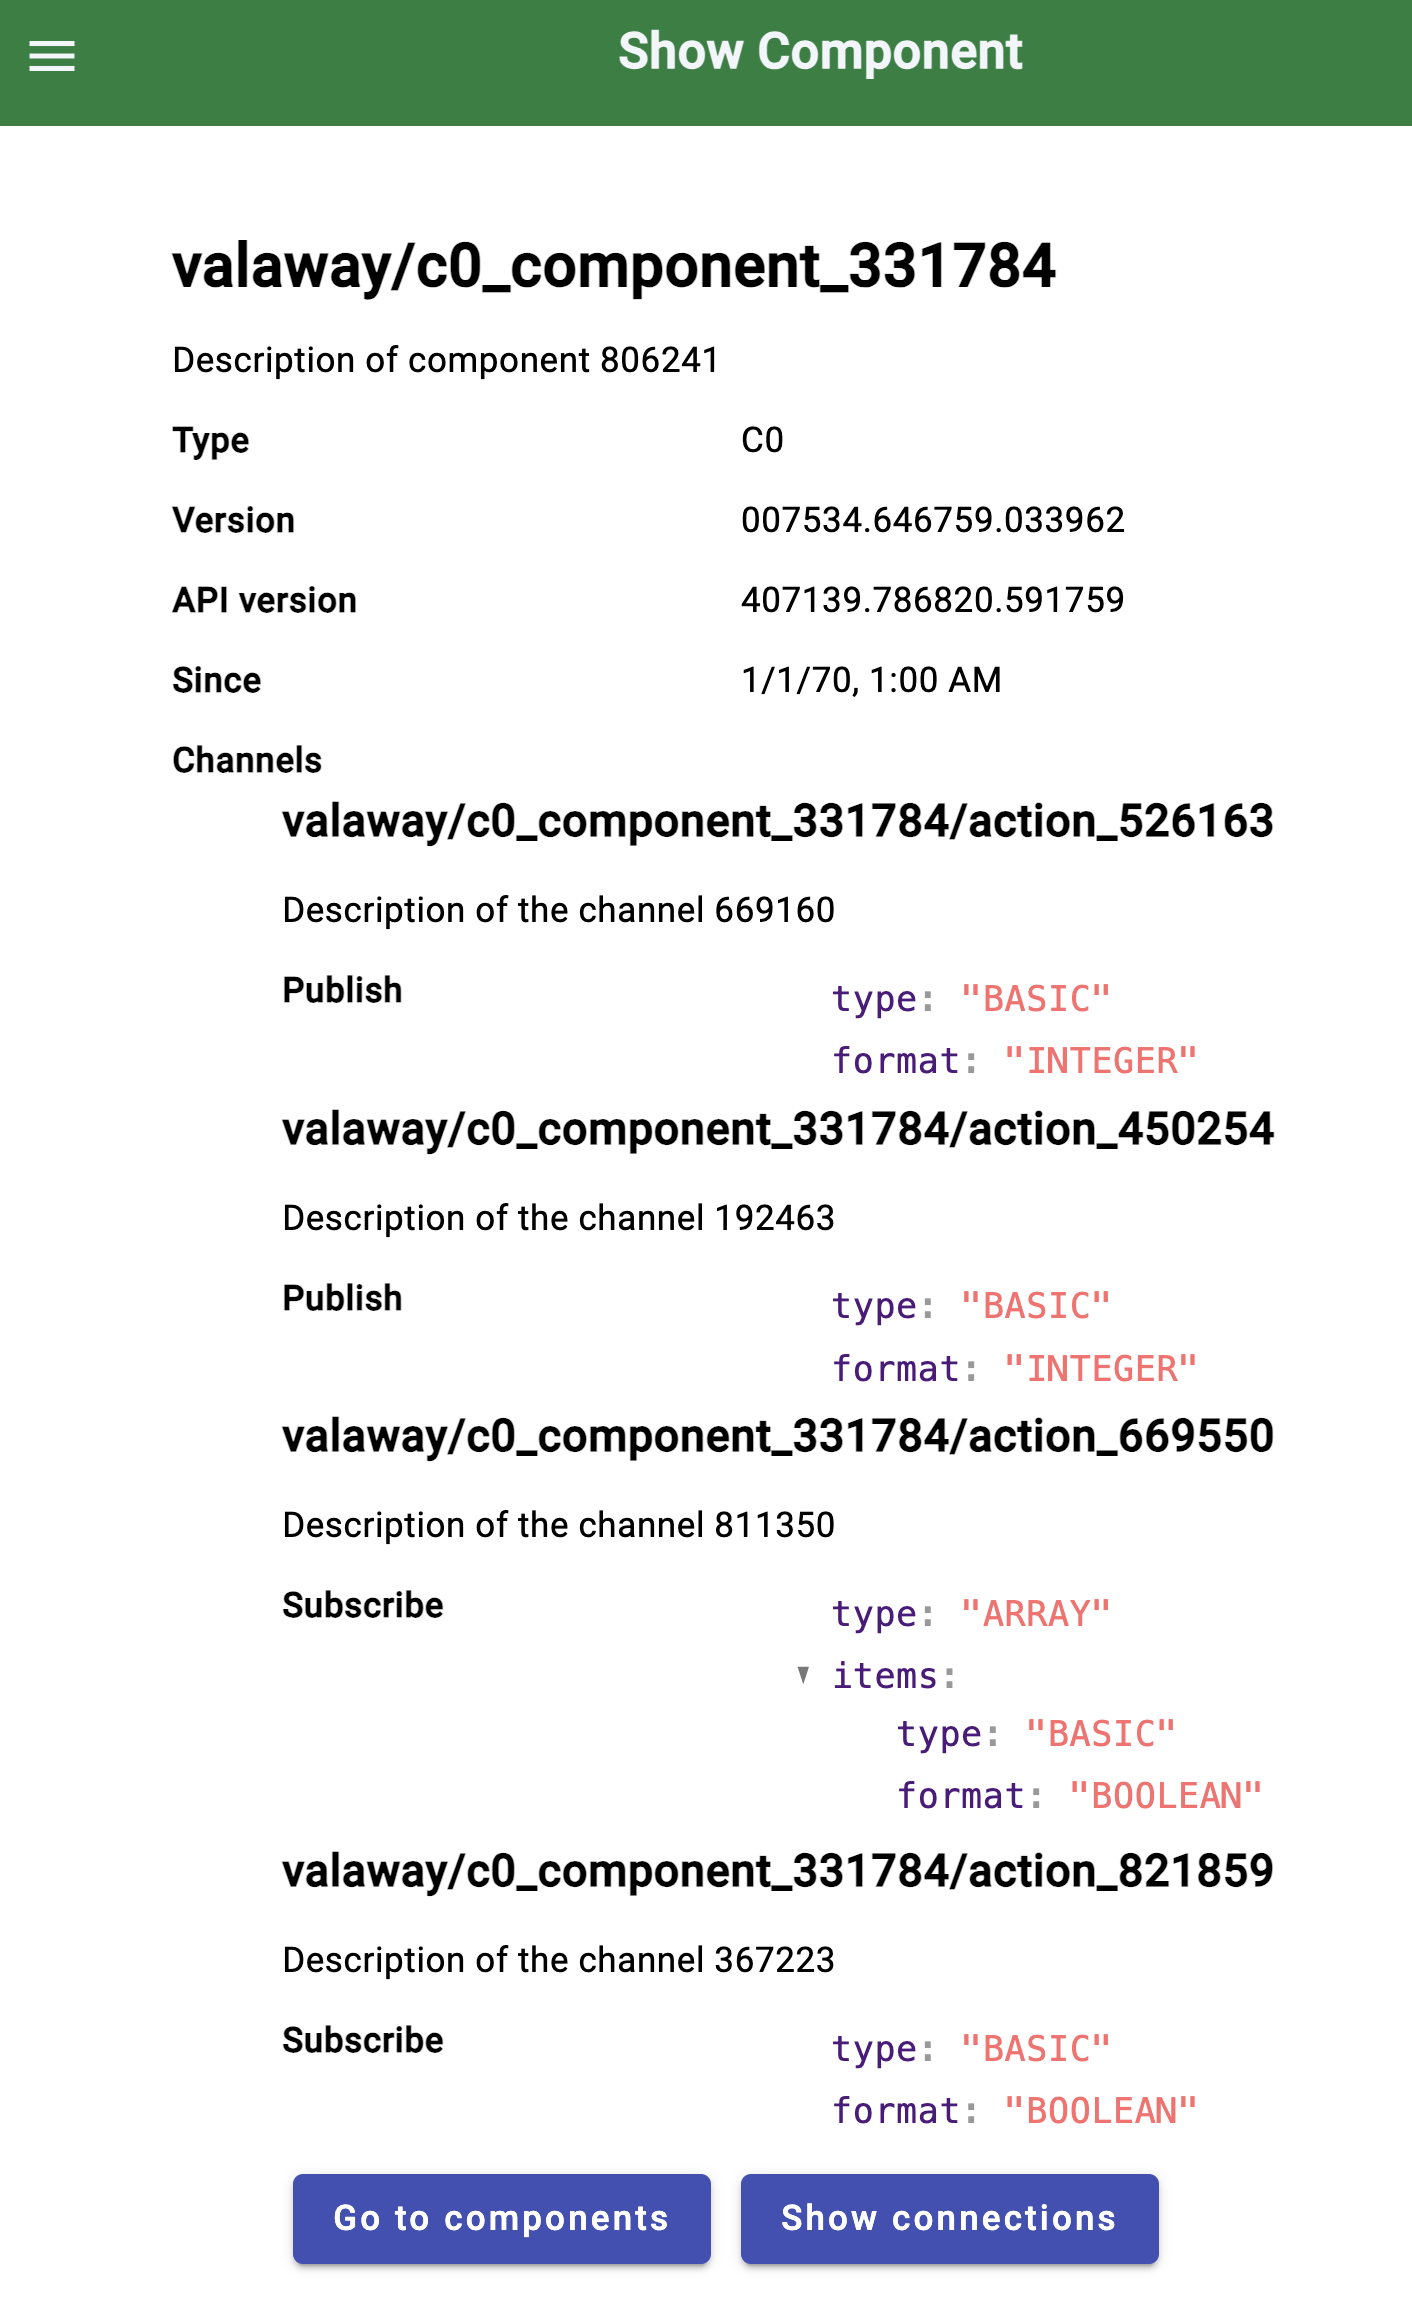 Show Component
valaway/c0_component_331784
Description of component 806241
Type C0
Version 007534.646759.033962
API version 407139.786820.591759
Since 1/1/70, 1:00 AM
Channels
valaway/c0_component_331784/action_526163
Description of the channel 669160
Publish type: "BASIC"
format: "INTEGER"
valaway/c0_component_331784/action_450254
Description of the channel 192463
Publish type: "BASIC"
format: "INTEGER"
valaway/c0_component_331784/action_669550
Description of the channel 811350
Subscribe type: "ARRAY"
items:
type: "BASIC"
format: "BOOLEAN"
valaway/c0_component_331784/action_821859
Description of the channel 367223
Subscribe type: "BASIC"
format: "BOOLEAN"
Go to components Show connections